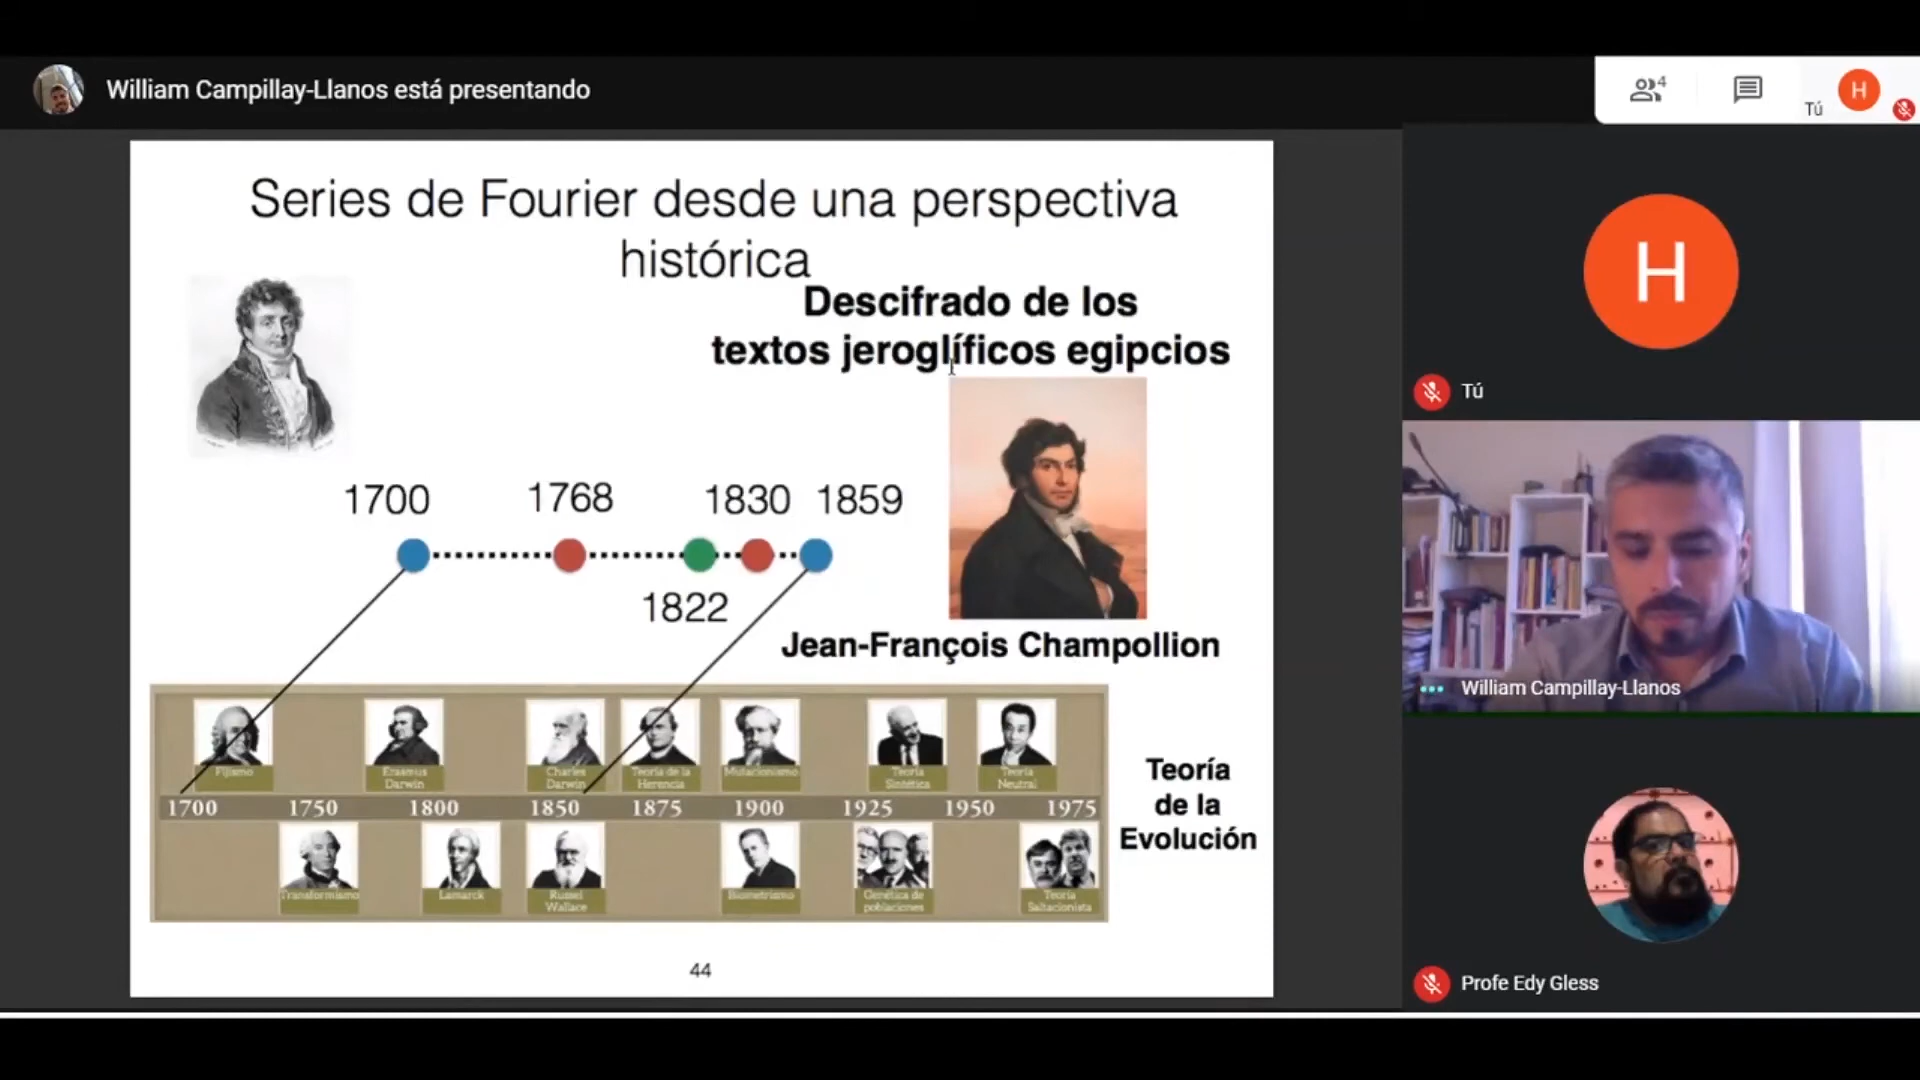 William Campillay-Llanos está presentando
4
Tú
H
Series de Fourier desde una perspectiva
histórica
Descifrado de los
textos jeroglíficos egipcios
1700
1768
1830
1859
1822
Jean-François Champollion
Fijismo
Erasmus
Darwin
Charles
Darwin
Teoría de la
Herencia
Mutacionismo
Teoría
Sintética
Teoría
Neutral
1700
1750
1800
1850
1875
1900
1925
1950
1975
Transformismo
Lamarck
Russel
Wallace
Biometrismo
Genética de
poblaciones
Teoría
Saltacionista
Teoría
de la
Evolución
44
H
Tú
William Campillay-Llanos
Profe Edy Gless